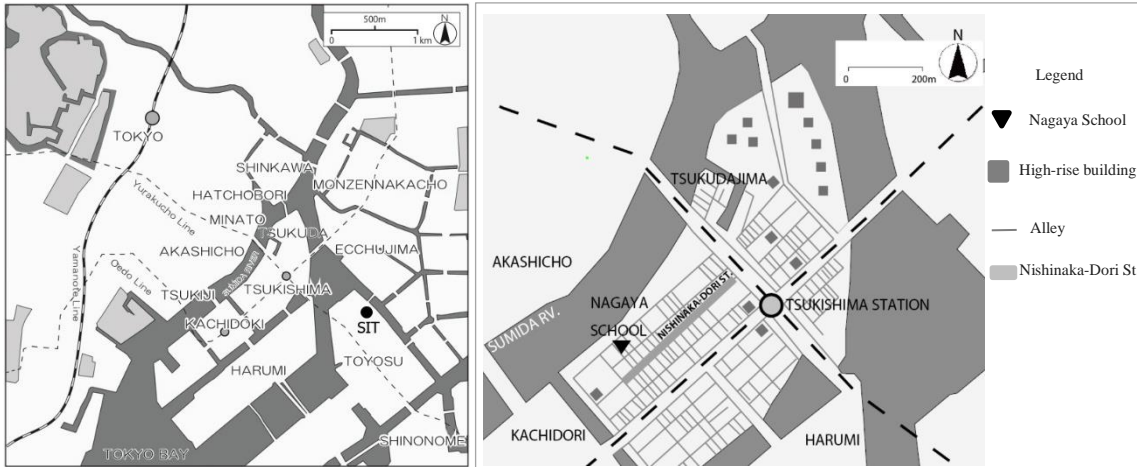 500m
N
0
1 km
TOKYO
SHINKAWA
MONZENNAKACHO
HATCHOBORI
Yurakucho Line
MINATO
TSUKUDA
AKASHICHO
ECCHUJIMA
Oedo Line
SUMIDA RIVER
Yamanote Line
TSUKIJI
TSUKISHIMA
KACHIDOKI
SIT
TOYOSU
HARUMI
SHINONOME
TOKYO BAY
N
0
200m
TSUKUDAJIMA
AKASHICHO
NISHINAKA-DORI ST.
TSUKISHIMA STATION
NAGAYA
SCHOOL
SUMIDA RV.
KACHIDORI
HARUMI
Legend
Nagaya School
High-rise building
Alley
Nishinaka-Dori St